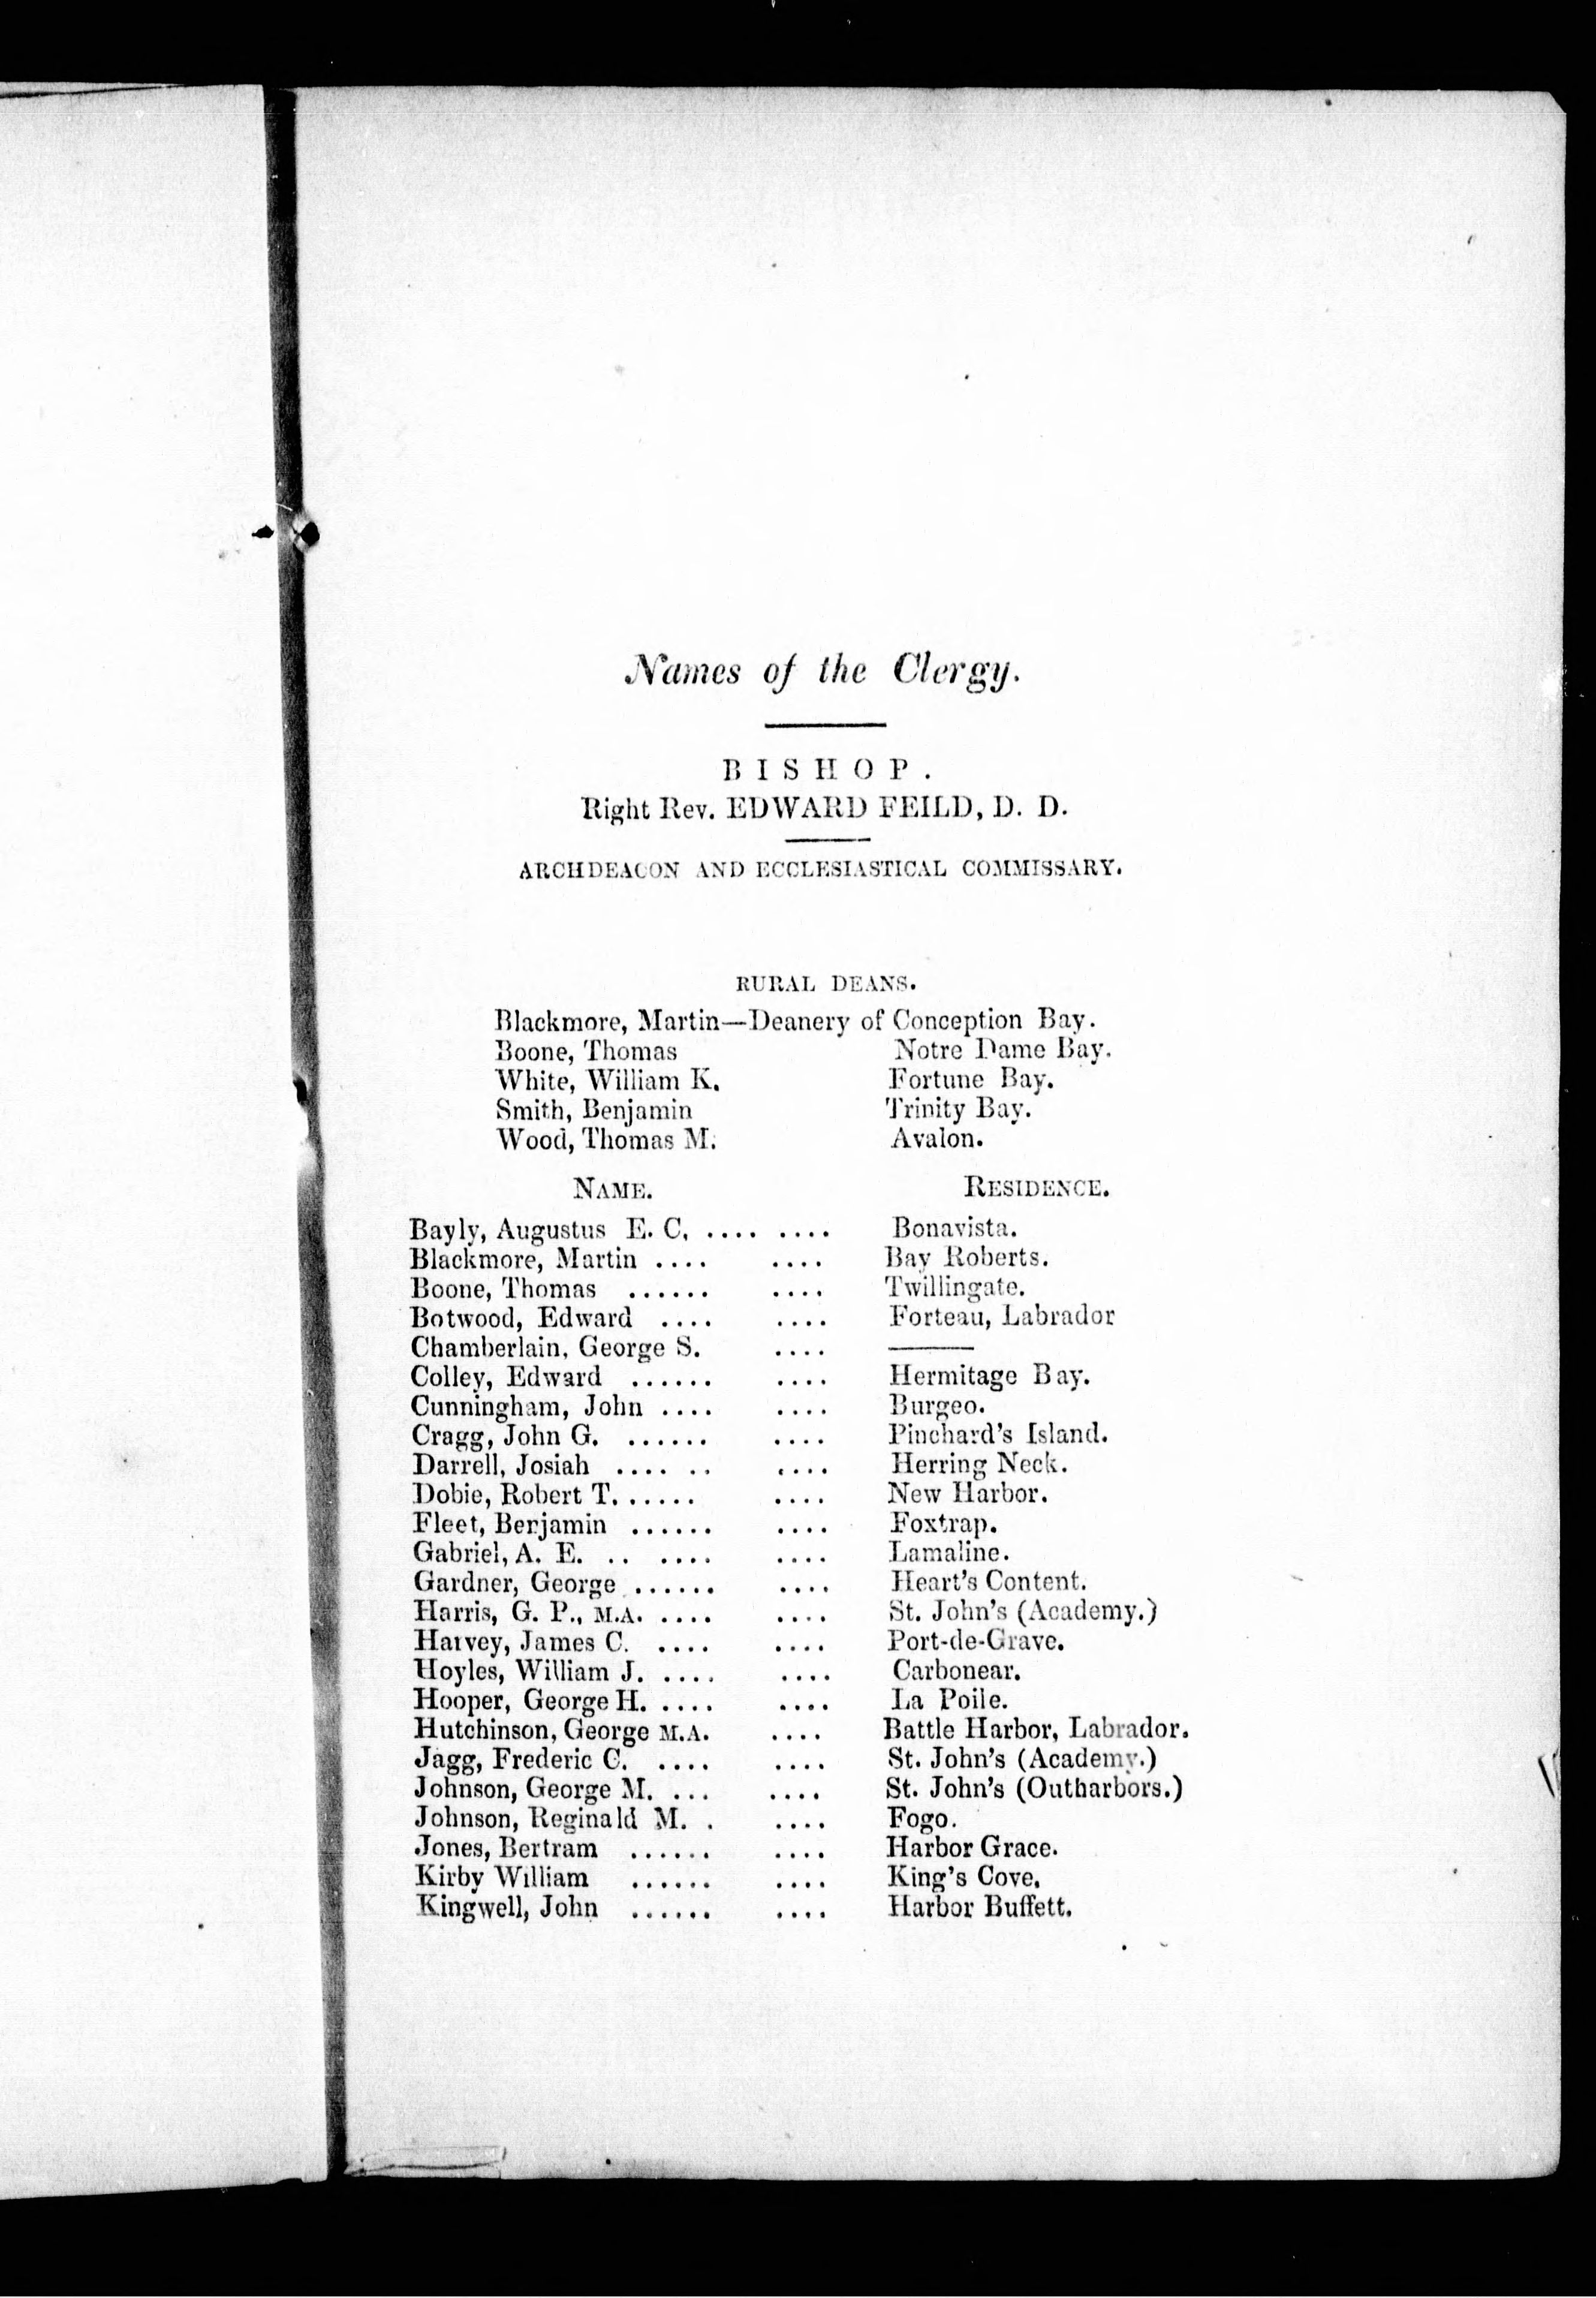 Names of the Clergy.
BISHOP.
Right Rev. EDWARD FEILD, D. D.
ARCHDEACON AND ECCLESIASTICAL COMMISSARY.
RURAL DEANS.
Blackmore, Martin—Deanery of Conception Bay.
Boone, Thomas Notre Dame Bay.
White, William K. Fortune Bay.
Smith, Benjamin Trinity Bay.
Wood, Thomas M. Avalon.
NAME. RESIDENCE.
Bayly, Augustus E. C. .... .... Bonavista.
Blackmore, Martin .... .... Bay Roberts.
Boone, Thomas ...... .... Twillingate.
Botwood, Edward .... .... Forteau, Labrador
Chamberlain, George S. .... ———
Colley, Edward ...... .... Hermitage Bay.
Cunningham, John .... .... Burgeo.
Cragg, John G. ...... .... Pinchard's Island.
Darrell, Josiah .... .. .... Herring Neck.
Dobie, Robert T. ...... .... New Harbor.
Fleet, Benjamin ...... .... Foxtrap.
Gabriel, A. E. .. .... .... Lamaline.
Gardner, George ...... .... Heart's Content.
Harris, G. P., M.A. .... .... St. John's (Academy.)
Harvey, James C. .... .... Port-de-Grave.
Hoyles, William J. .... .... Carbonear.
Hooper, George H. .... .... La Poile.
Hutchinson, George M.A. .... Battle Harbor, Labrador.
Jagg, Frederic C. .... .... St. John's (Academy.)
Johnson, George M. ... .... St. John's (Outharbors.)
Johnson, Reginald M. . .... Fogo.
Jones, Bertram ...... .... Harbor Grace.
Kirby William ...... .... King's Cove.
Kingwell, John ...... .... Harbor Buffett.